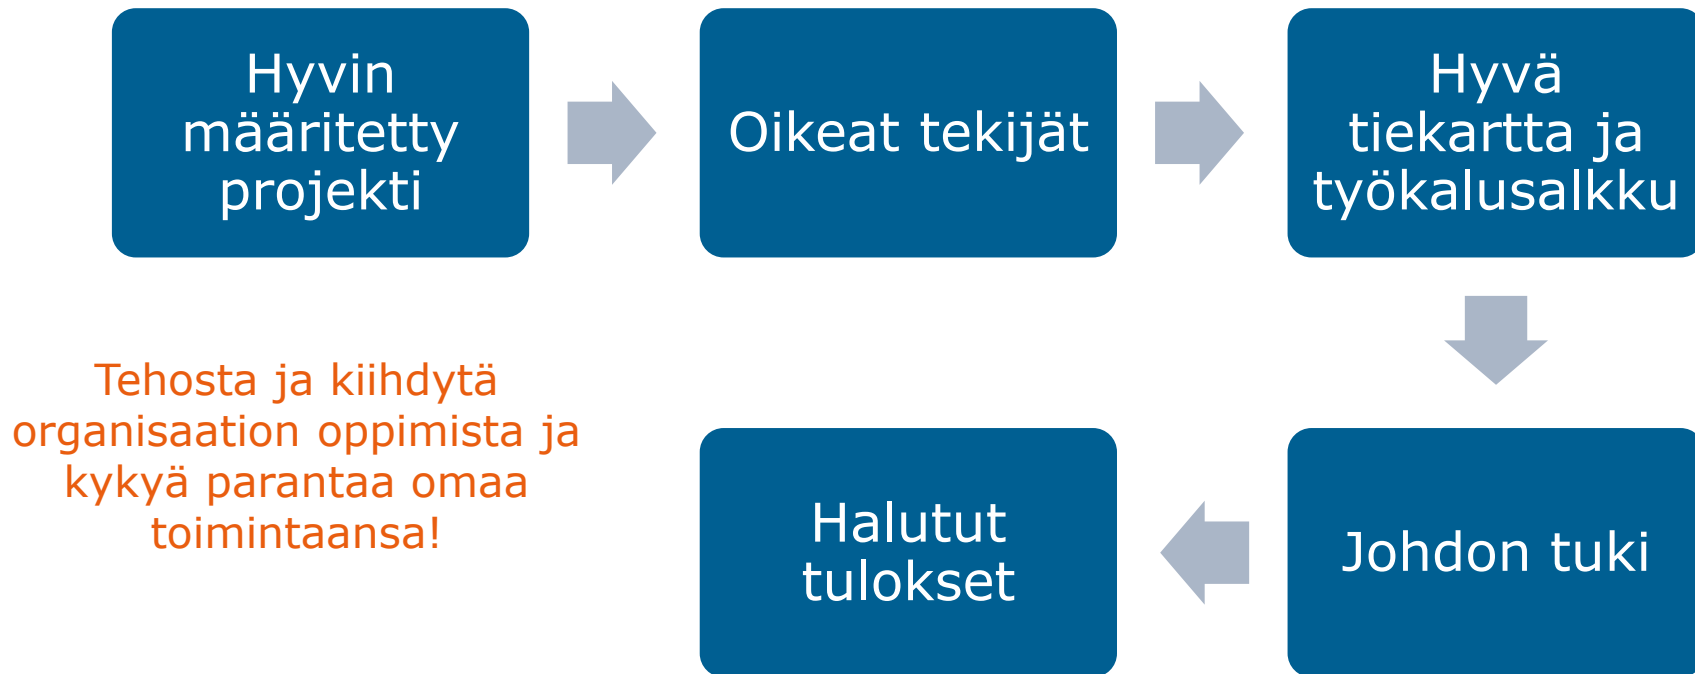 Hyvin
määritetty
projekti
Oikeat tekijät
Hyvä
tiekartta ja
työkalusalkku
Johdon tuki
Halutut
tulokset
Tehosta ja kiihdytä
organisaation oppimista ja
kykyä parantaa omaa
toimintaansa!